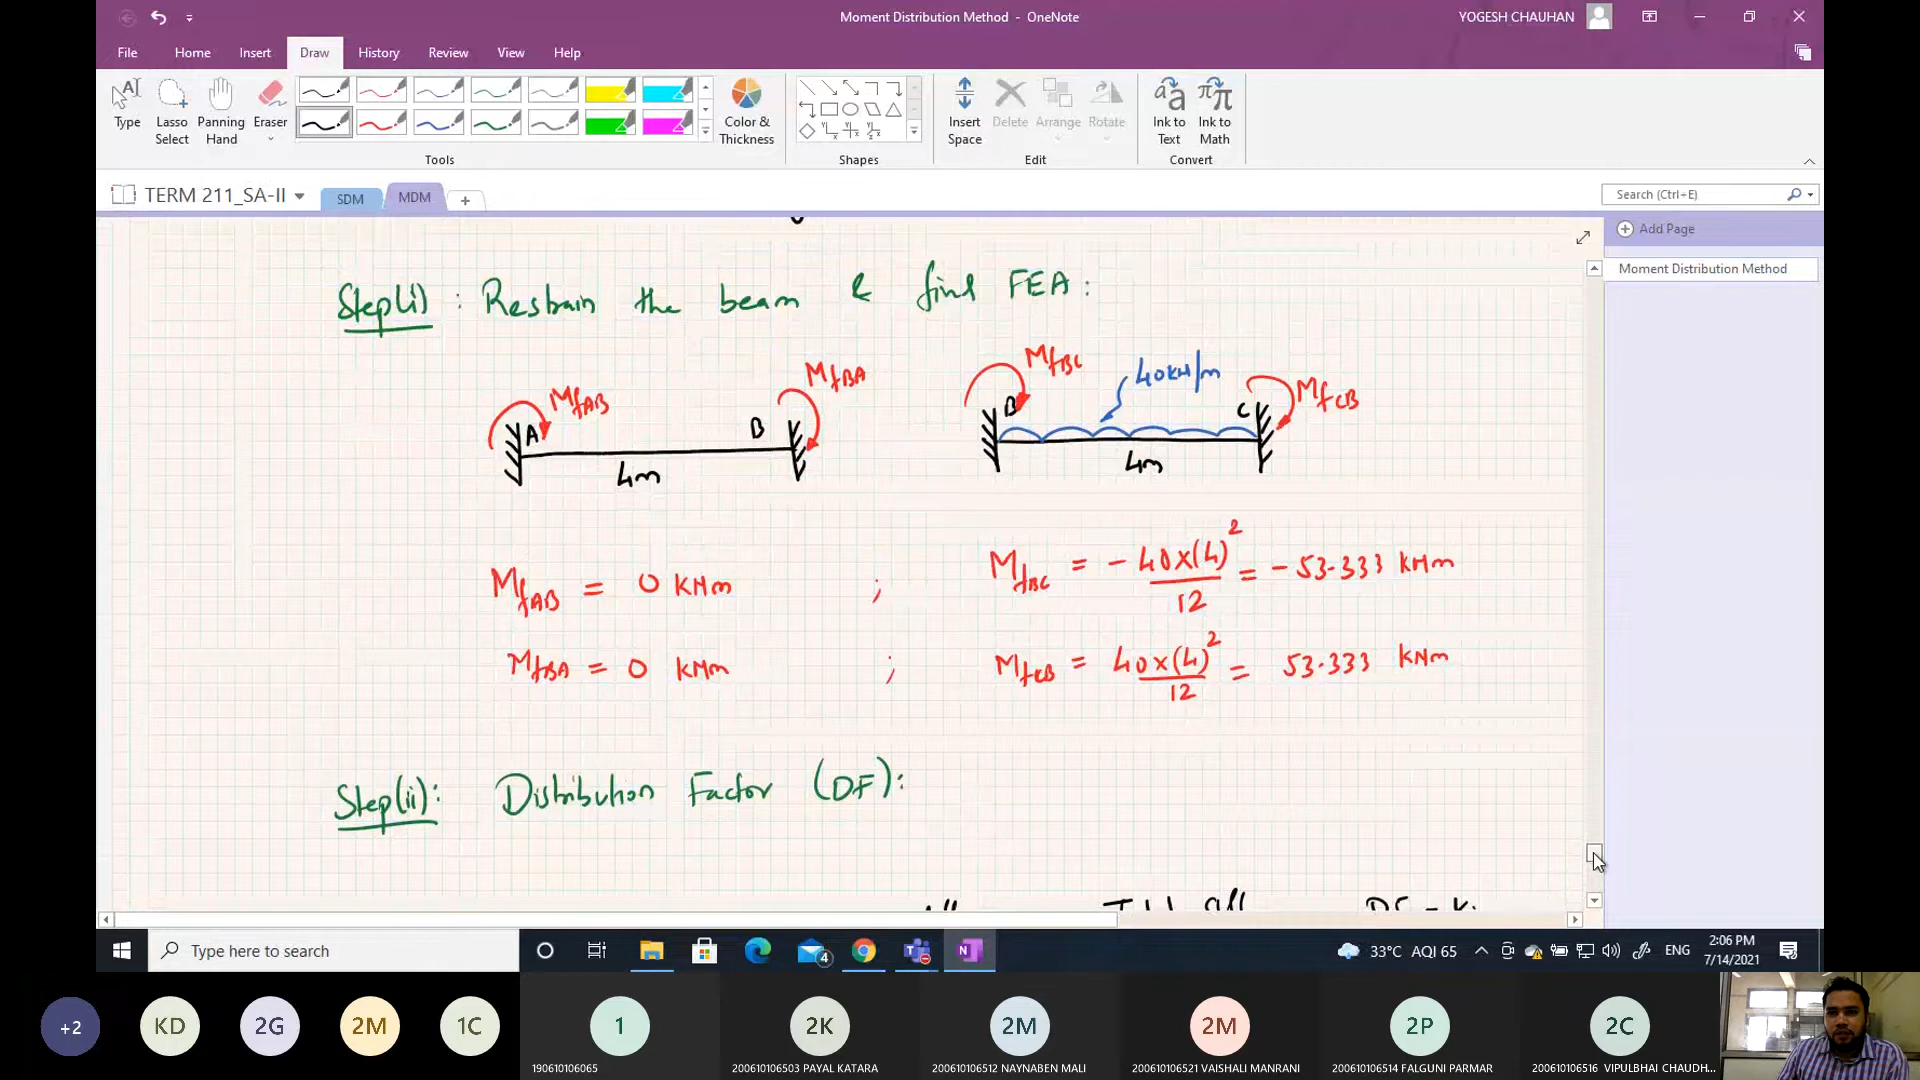 Moment Distribution Method - OneNote
YOGESH CHAUHAN
File Home Insert Draw History Review View Help
Type
Lasso Select
Panning Hand
Eraser
Color & Thickness
Insert Space
Delete
Arrange
Rotate
Ink to Text
Ink to Math
Tools
Shapes
Edit
Convert
TERM 211_SA-II
SDM
MDM
Search (Ctrl+E)
Add Page
Moment Distribution Method
Step(i) : Restrain the beam & find FEA:
MfAB
MfBA
MfBC
40kN/m
MfCB
A
B
B
C
4m
4m
MfAB = 0 kNm ; MfBC = - 40x(4)^2/12 = - 53.333 kNm
MfBA = 0 kNm ; MfCB = 40x(4)^2/12 = 53.333 kNm
Step(ii): Distribution Factor (DF):
Type here to search
4
33°C AQI 65
ENG
2:06 PM
7/14/2021
+2
KD
2G
2M
1C
1
2K
2M
2M
2P
2C
190610106065
200610106503 PAYAL KATARA
200610106512 NAYNABEN MALI
200610106521 VAISHALI MANRANI
200610106514 FALGUNI PARMAR
200610106516 VIPULBHAI CHAUDH...